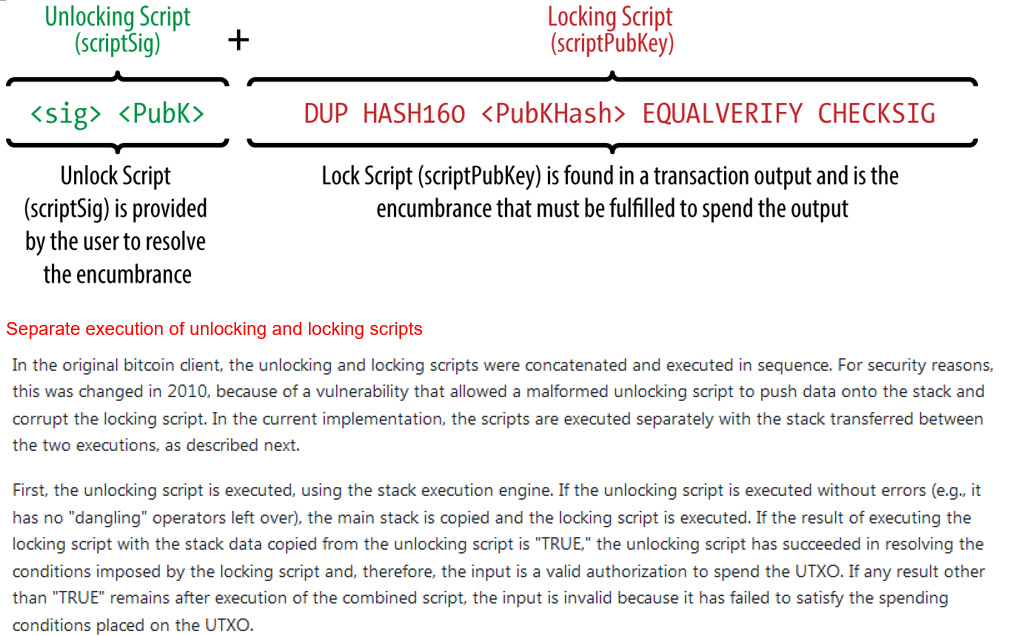 Unlocking Script
(scriptSig)
+
Locking Script
(scriptPubKey)
<sig> <PubK>
DUP HASH160 <PubKHash> EQUALVERIFY CHECKSIG
Unlock Script
(scriptSig) is provided
by the user to resolve
the encumbrance
Lock Script (scriptPubKey) is found in a transaction output and is the
encumbrance that must be fulfilled to spend the output
Separate execution of unlocking and locking scripts
In the original bitcoin client, the unlocking and locking scripts were concatenated and executed in sequence. For security reasons,
this was changed in 2010, because of a vulnerability that allowed a malformed unlocking script to push data onto the stack and
corrupt the locking script. In the current implementation, the scripts are executed separately with the stack transferred between
the two executions, as described next.
First, the unlocking script is executed, using the stack execution engine. If the unlocking script is executed without errors (e.g., it
has no "dangling" operators left over), the main stack is copied and the locking script is executed. If the result of executing the
locking script with the stack data copied from the unlocking script is "TRUE," the unlocking script has succeeded in resolving the
conditions imposed by the locking script and, therefore, the input is a valid authorization to spend the UTXO. If any result other
than "TRUE" remains after execution of the combined script, the input is invalid because it has failed to satisfy the spending
conditions placed on the UTXO.